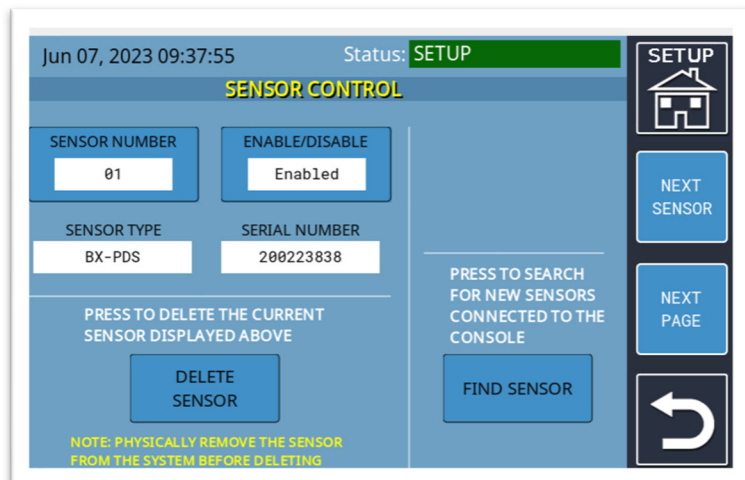 Jun 07, 2023 09:37:55
Status: SETUP
SETUP
SENSOR CONTROL
SENSOR NUMBER
01
ENABLE/DISABLE
Enabled
NEXT
SENSOR
SENSOR TYPE
BX-PDS
SERIAL NUMBER
200223838
PRESS TO SEARCH
FOR NEW SENSORS
CONNECTED TO THE
CONSOLE
NEXT
PAGE
PRESS TO DELETE THE CURRENT
SENSOR DISPLAYED ABOVE
DELETE
SENSOR
FIND SENSOR
NOTE: PHYSICALLY REMOVE THE SENSOR
FROM THE SYSTEM BEFORE DELETING